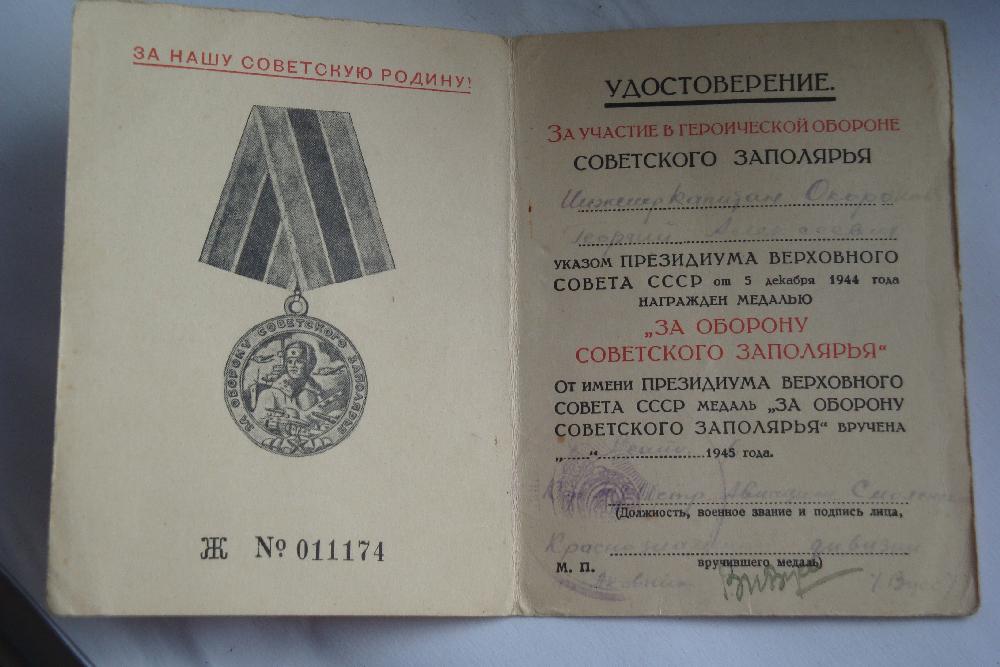 ЗА НАШУ СОВЕТСКУЮ РОДИНУ!
ЗА ОБОРОНУ СОВЕТСКОГО ЗАПОЛЯРЬЯ
Ж № 011174
УДОСТОВЕРЕНИЕ.
ЗА УЧАСТИЕ В ГЕРОИЧЕСКОЙ ОБОРОНЕ
СОВЕТСКОГО ЗАПОЛЯРЬЯ
Инженер капитан
Георгий
УКАЗОМ ПРЕЗИДИУМА ВЕРХОВНОГО
СОВЕТА СССР от 5 декабря 1944 года
НАГРАЖДЕН МЕДАЛЬЮ
„ЗА ОБОРОНУ
СОВЕТСКОГО ЗАПОЛЯРЬЯ“
ОТ ИМЕНИ ПРЕЗИДИУМА ВЕРХОВНОГО
СОВЕТА СССР МЕДАЛЬ „ЗА ОБОРОНУ
СОВЕТСКОГО ЗАПОЛЯРЬЯ“ ВРУЧЕНА
„ “ 1945 года.
Авиации
(Должность, военное звание и подпись лица,
дивизии
М. П. вручившего медаль)